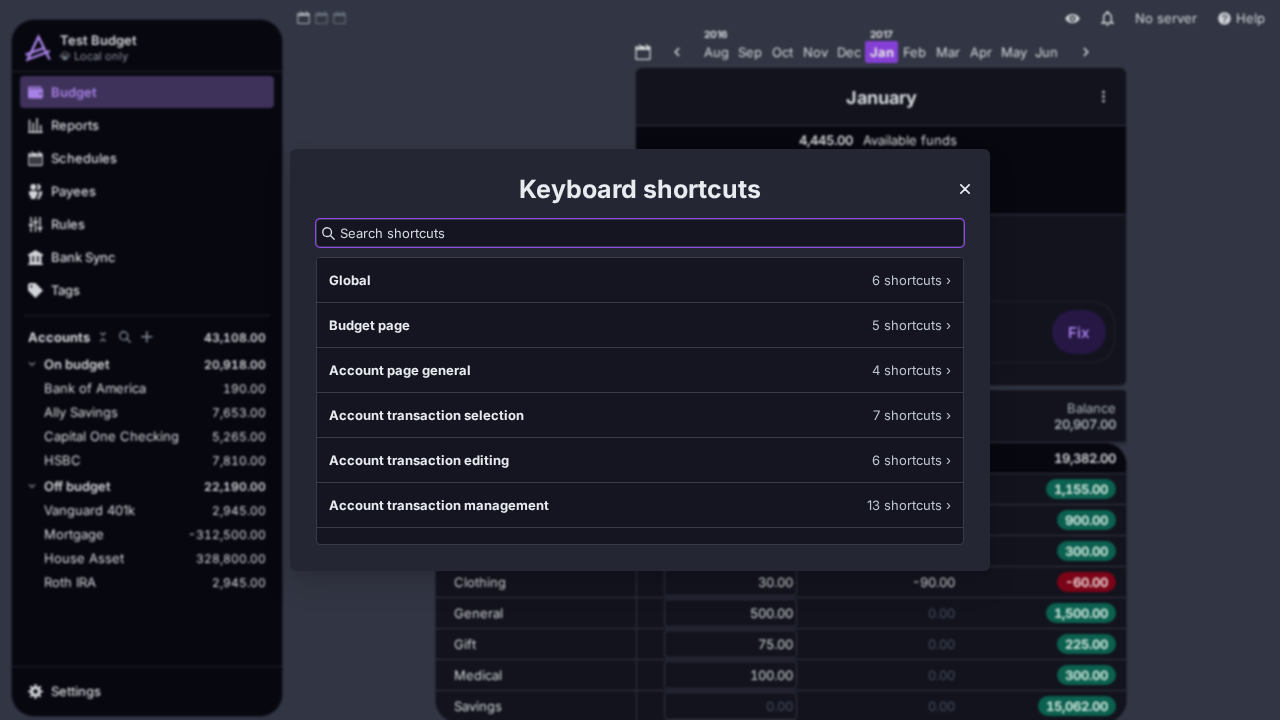 Test Budget
Local only
Budget
Reports
Schedules
Payees
Rules
Bank Sync
Tags
Accounts 43,108.00
On budget 20,918.00
Bank of America 190.00
Ally Savings 7,653.00
Capital One Checking 5,265.00
HSBC 7,810.00
Off budget 22,190.00
Vanguard 401k 2,945.00
Mortgage -312,500.00
House Asset 328,800.00
Roth IRA 2,945.00
Settings
No server
Help
2016 2017
Aug Sep Oct Nov Dec Jan Feb Mar Apr May Jun
January
4,445.00 Available funds
Keyboard shortcuts
Search shortcuts
Global 6 shortcuts ›
Budget page 5 shortcuts ›
Account page general 4 shortcuts ›
Account transaction selection 7 shortcuts ›
Account transaction editing 6 shortcuts ›
Account transaction management 13 shortcuts ›
Fix
Balance
20,907.00
19,382.00
1,155.00
900.00
300.00
Clothing 30.00 -90.00 -60.00
General 500.00 0.00 1,500.00
Gift 75.00 0.00 225.00
Medical 100.00 0.00 300.00
Savings 0.00 0.00 15,062.00